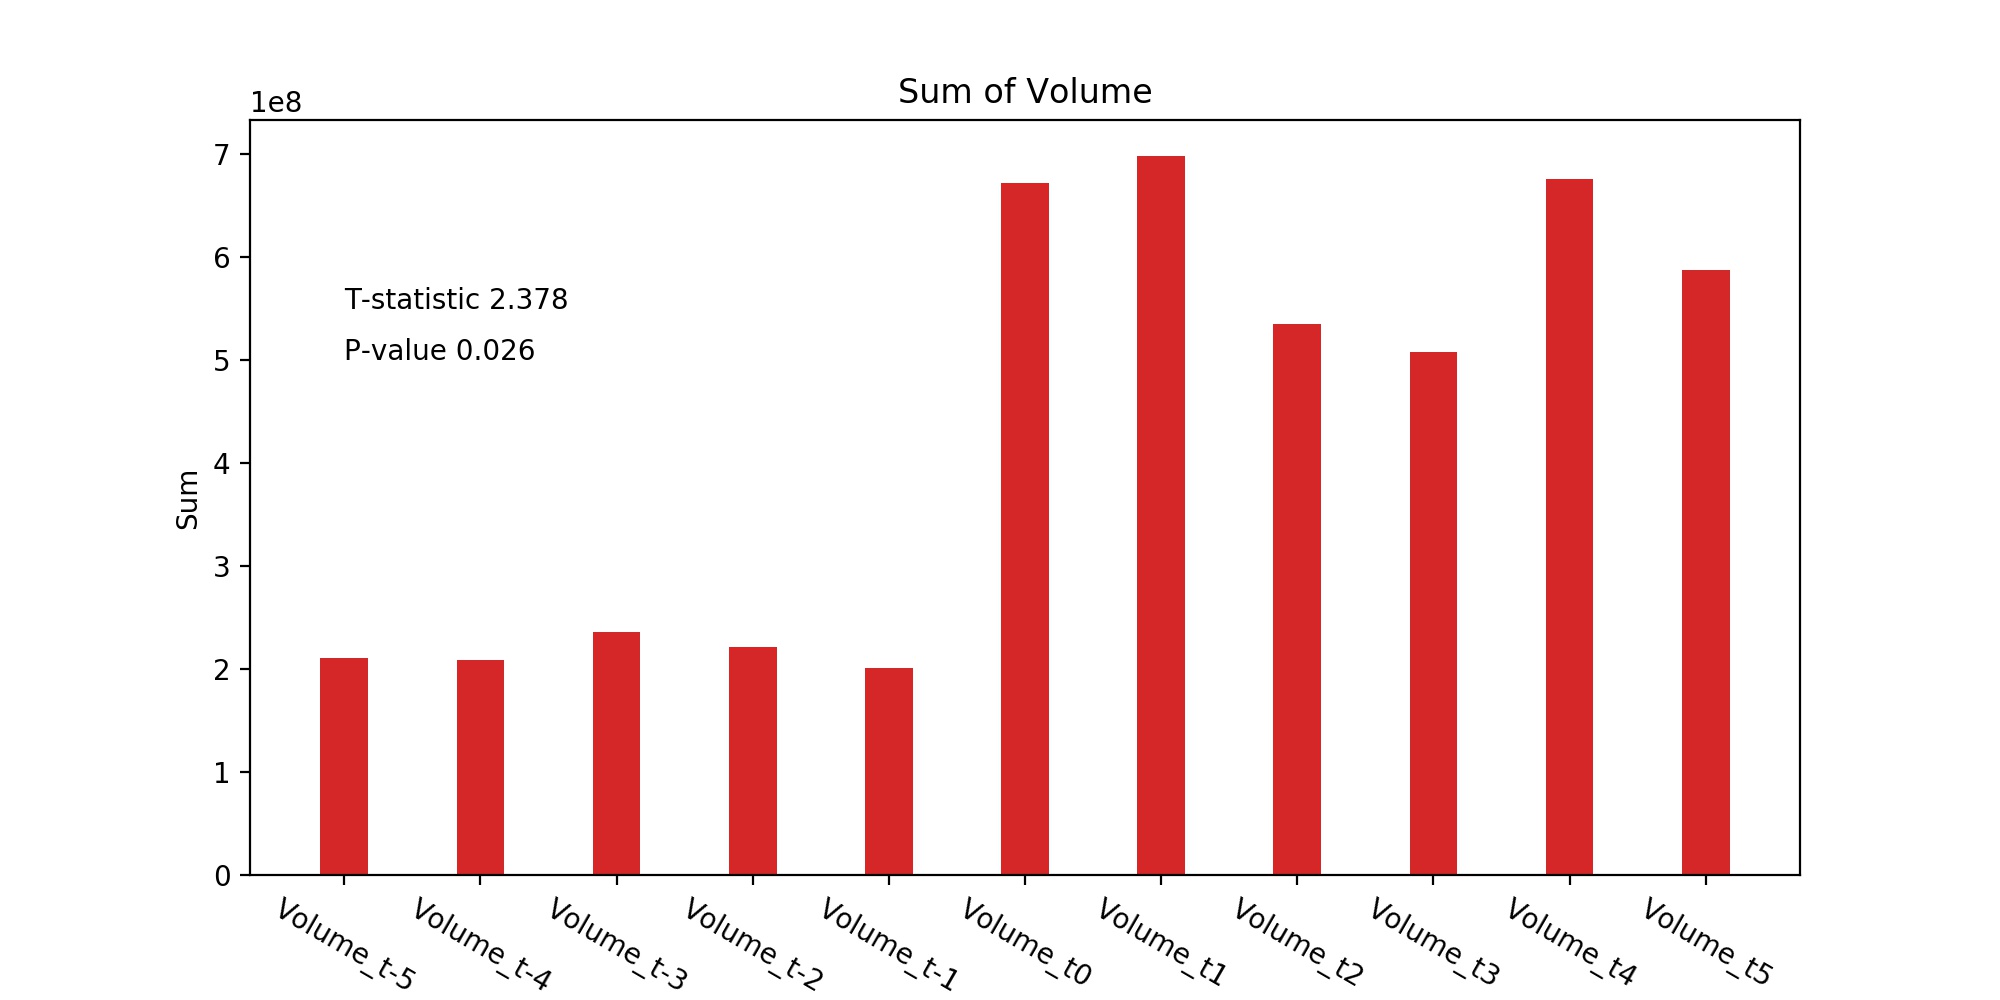 Sum of Volume
1e8
7
6
5
4
3
2
1
0
Sum
T-statistic 2.378
P-value 0.026
Volume_t-5
Volume_t-4
Volume_t-3
Volume_t-2
Volume_t-1
Volume_t0
Volume_t1
Volume_t2
Volume_t3
Volume_t4
Volume_t5